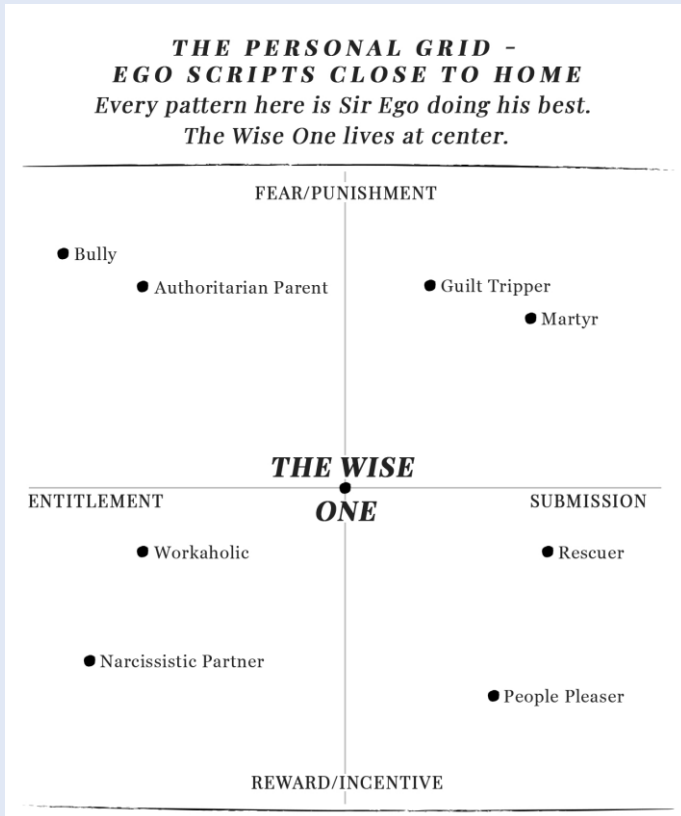 THE PERSONAL GRID –
EGO SCRIPTS CLOSE TO HOME
Every pattern here is Sir Ego doing his best.
The Wise One lives at center.
FEAR/PUNISHMENT
Bully
Authoritarian Parent
Guilt Tripper
Martyr
THE WISE
ONE
ENTITLEMENT
SUBMISSION
Workaholic
Rescuer
Narcissistic Partner
People Pleaser
REWARD/INCENTIVE